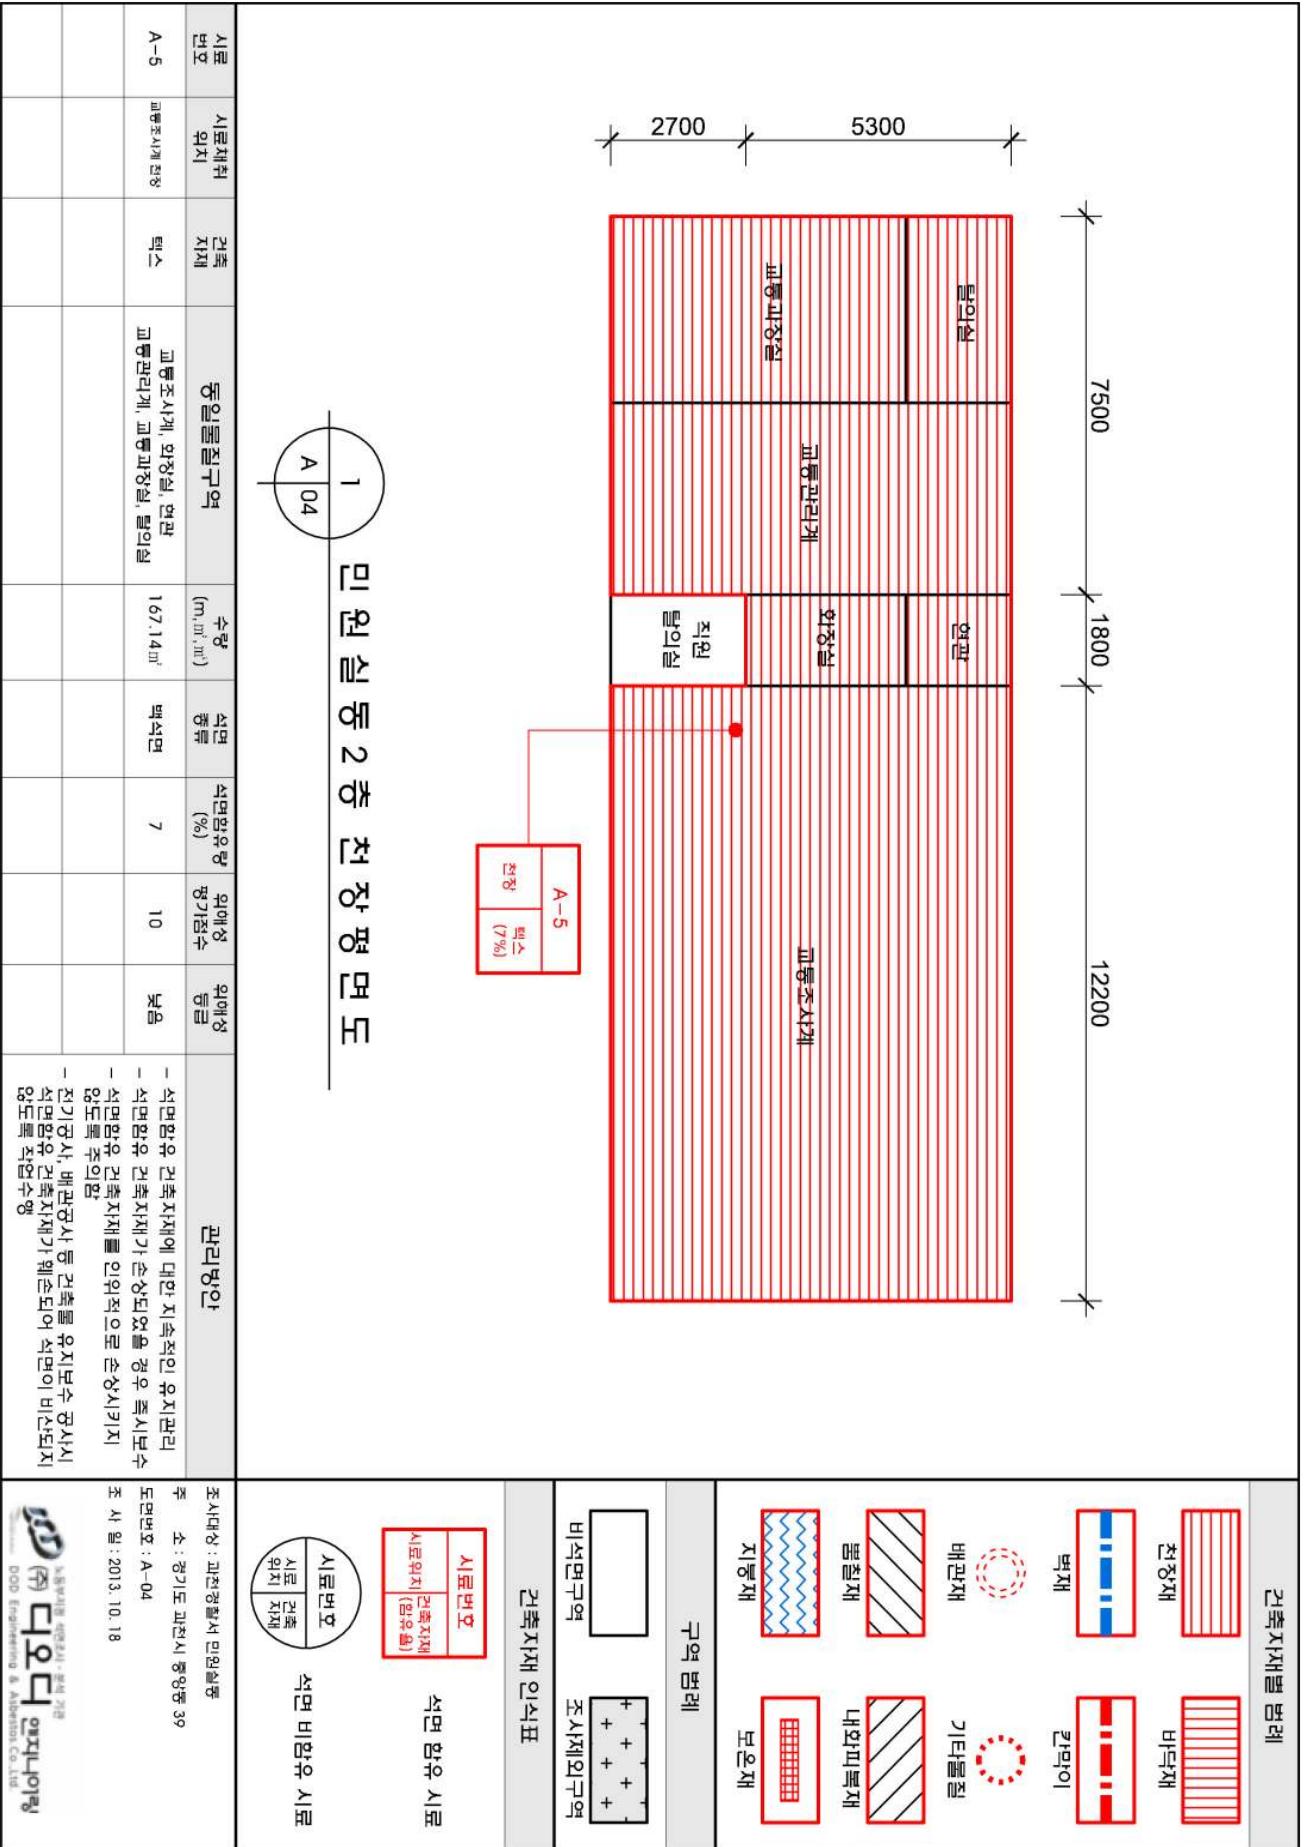 건축자재별 범례
천장재
바닥재
벽재
칸막이
배관재
기타물질
뿜칠재
내화피복재
지붕재
보온재
구역 범례
비석면구역
조사제외구역
건축자재 인식표
시료번호
시료위치
건축자재
(함유율)
석면 함유 시료
시료번호
시료
위치
건축
자재
석면 비함유 시료
7500
1800
12200
2700
5300
탈의실
교통과장실
교통관리계
현관
화장실
직원
탈의실
교통조사계
A-5
천장
텍스
(7%)
1
A
04
민원실동2층 천장평면도
시료
번호
시료채취
위치
건축
자재
동일물질구역
수량
(m,㎡,㎥)
석면
종류
석면함유량
(%)
위해성
평가점수
위해성
등급
관리방안
A-5
교통조사계 천장
텍스
교통조사계, 화장실, 현관
교통관리계, 교통과장실, 탈의실
167.14㎡
백석면
7
10
낮음
- 석면함유 건축자재에 대한 지속적인 유지관리
- 석면함유 건축자재가 손상되었을 경우 즉시보수
- 석면함유 건축자재를 인위적으로 손상시키지
않도록 주의함
- 전기공사, 배관공사 등 건축물 유지보수 공사시
석면함유 건축자재가 훼손되어 석면이 비산되지
않도록 작업수행
조사대상 : 과천경찰서 민원실동
주 소 : 경기도 과천시 중앙동 39
도면번호 : A-04
조 사 일 : 2013. 10. 18
노동부지정 석면조사·분석 기관
(주) 디오디 엔지니어링
DOD Engineering & Asbestos Co.,Ltd.